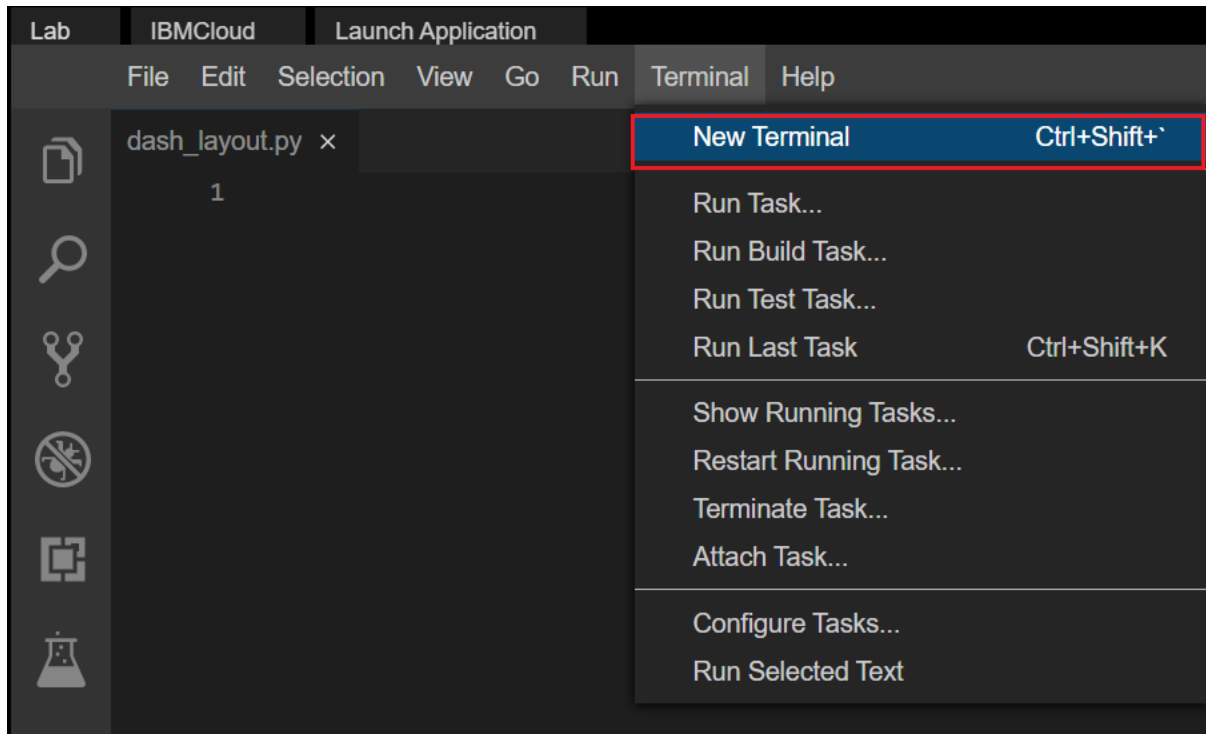 Lab IBMCloud Launch Application
File Edit Selection View Go Run Terminal Help
dash_layout.py ×
1
New Terminal Ctrl+Shift+`
Run Task...
Run Build Task...
Run Test Task...
Run Last Task Ctrl+Shift+K
Show Running Tasks...
Restart Running Task...
Terminate Task...
Attach Task...
Configure Tasks...
Run Selected Text